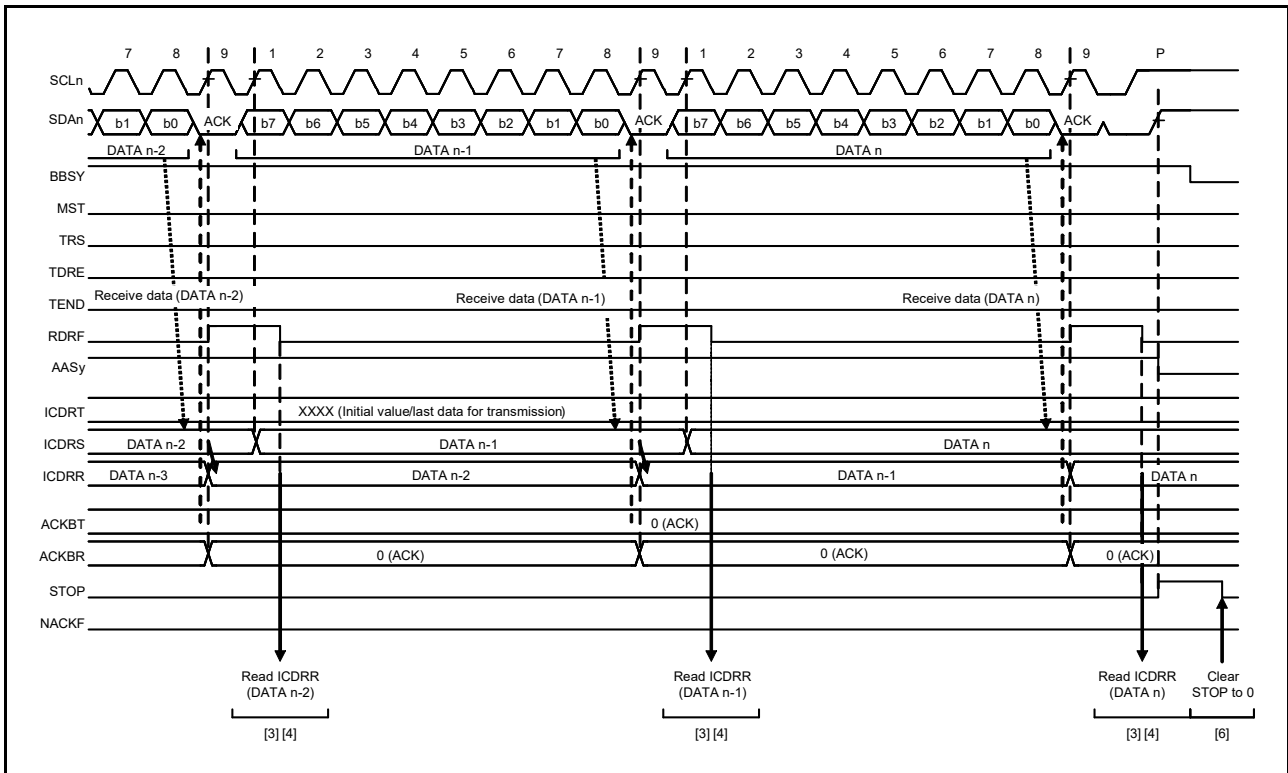 7 8 9 1 2 3 4 5 6 7 8 9 1 2 3 4 5 6 7 8 9 P
SCLn
SDAn b1 b0 ACK b7 b6 b5 b4 b3 b2 b1 b0 ACK b7 b6 b5 b4 b3 b2 b1 b0 ACK
DATA n-2 DATA n-1 DATA n
BBSY
MST
TRS
TDRE
Receive data (DATA n-2) Receive data (DATA n-1) Receive data (DATA n)
TEND
RDRF
AASy
ICDRT XXXX (Initial value/last data for transmission)
ICDRS DATA n-2 DATA n-1 DATA n
ICDRR DATA n-3 DATA n-2 DATA n-1 DATA n
ACKBT 0 (ACK)
ACKBR 0 (ACK) 0 (ACK) 0 (ACK)
STOP
NACKF
Read ICDRR Read ICDRR Read ICDRR Clear
(DATA n-2) (DATA n-1) (DATA n) STOP to 0
[3] [4] [3] [4] [3] [4] [6]